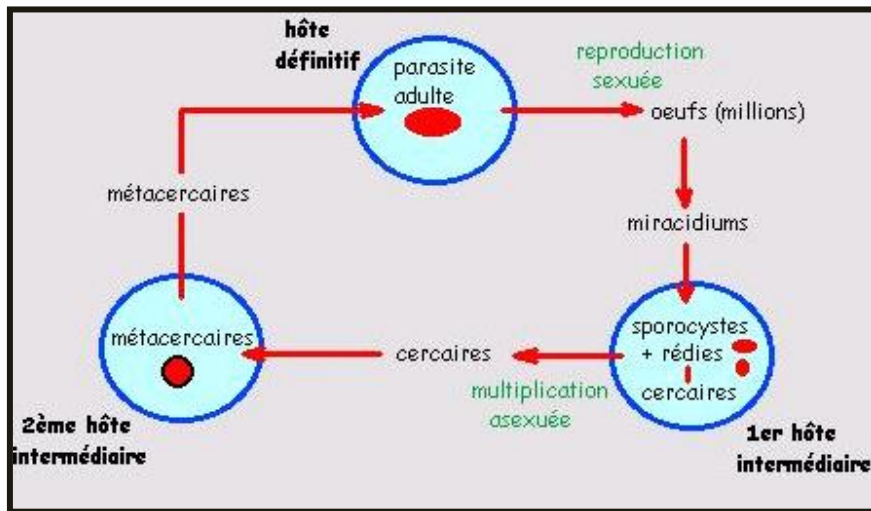 hôte
définitif
parasite
adulte
reproduction
sexuée
oeufs (millions)
métacercaires
miracidiums
métacercaires
cercaires
sporocystes
+ rédies
cercaires
multiplication
asexuée
2ème hôte
intermédiaire
1er hôte
intermédiaire